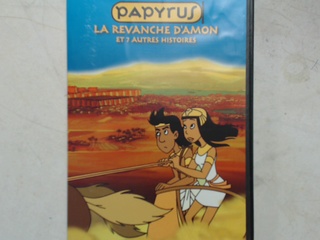 PAPYRUS
LA REVANCHE D'AMON
ET 7 AUTRES HISTOIRES